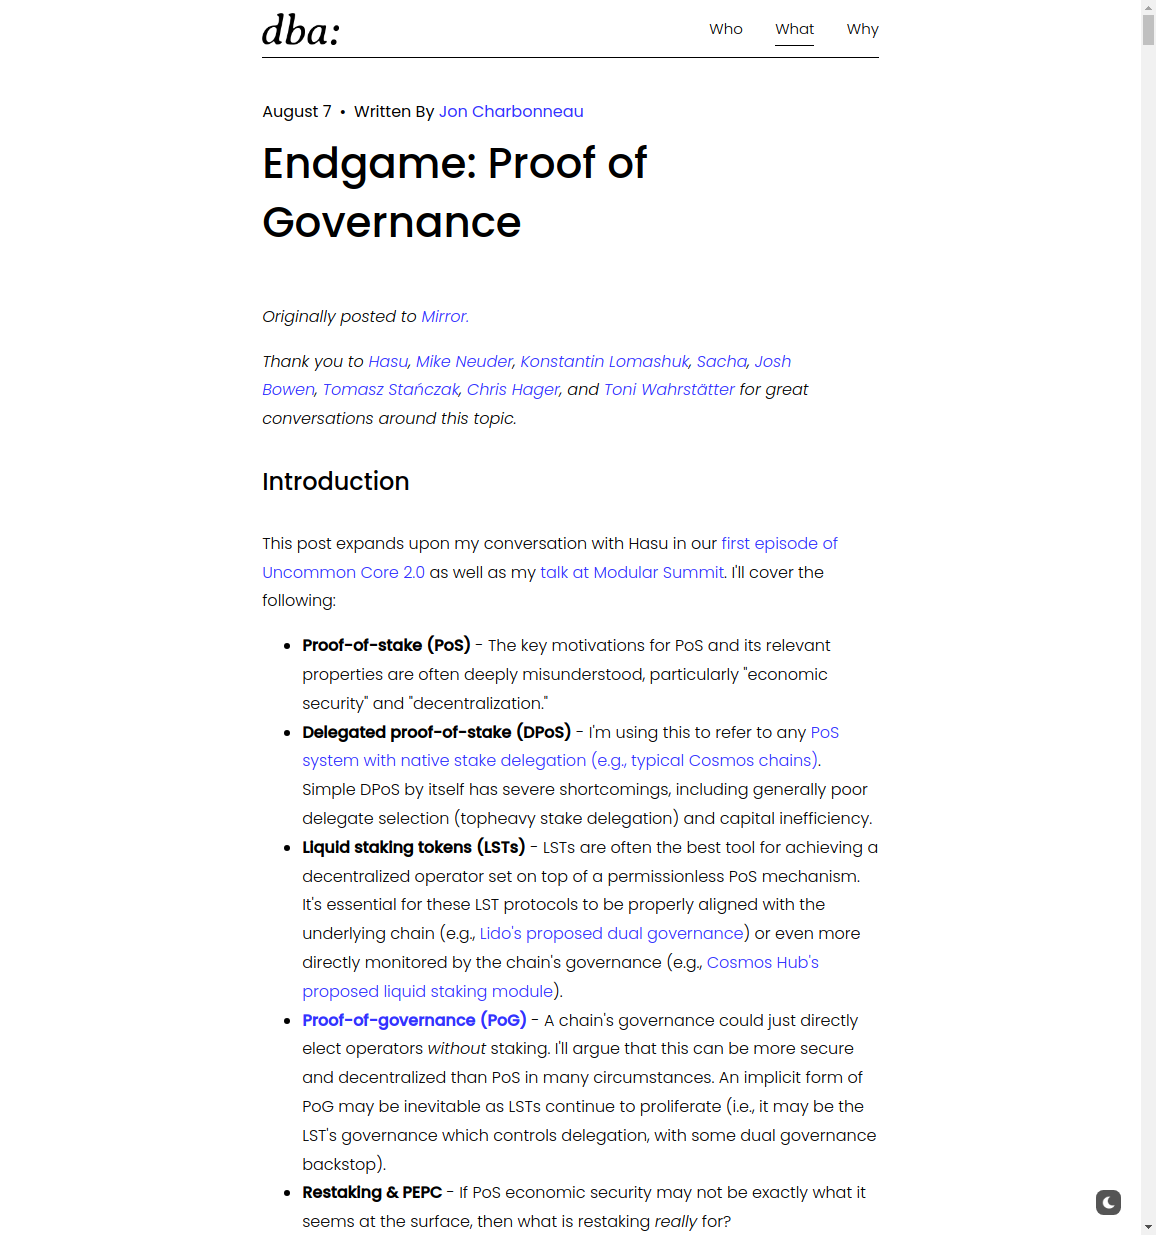 dba:
Who What Why
August 7 • Written By Jon Charbonneau
Endgame: Proof of
Governance
Originally posted to Mirror.
Thank you to Hasu, Mike Neuder, Konstantin Lomashuk, Sacha, Josh
Bowen, Tomasz Stańczak, Chris Hager, and Toni Wahrstätter for great
conversations around this topic.
Introduction
This post expands upon my conversation with Hasu in our first episode of
Uncommon Core 2.0 as well as my talk at Modular Summit. I'll cover the
following:
• Proof-of-stake (PoS) - The key motivations for PoS and its relevant
properties are often deeply misunderstood, particularly "economic
security" and "decentralization."
• Delegated proof-of-stake (DPoS) - I'm using this to refer to any PoS
system with native stake delegation (e.g., typical Cosmos chains).
Simple DPoS by itself has severe shortcomings, including generally poor
delegate selection (topheavy stake delegation) and capital inefficiency.
• Liquid staking tokens (LSTs) - LSTs are often the best tool for achieving a
decentralized operator set on top of a permissionless PoS mechanism.
It's essential for these LST protocols to be properly aligned with the
underlying chain (e.g., Lido's proposed dual governance) or even more
directly monitored by the chain's governance (e.g., Cosmos Hub's
proposed liquid staking module).
• Proof-of-governance (PoG) - A chain's governance could just directly
elect operators without staking. I'll argue that this can be more secure
and decentralized than PoS in many circumstances. An implicit form of
PoG may be inevitable as LSTs continue to proliferate (i.e., it may be the
LST's governance which controls delegation, with some dual governance
backstop).
• Restaking & PEPC - If PoS economic security may not be exactly what it
seems at the surface, then what is restaking really for?